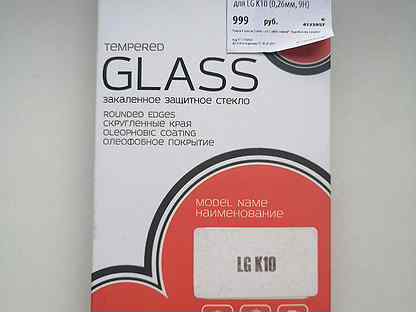 для LG K10 (0,26мм, 9H)
999 руб.
TEMPERED
GLASS
закаленное защитное стекло
ROUNDED EDGES
СКРУГЛЕННЫЕ КРАЯ
OLEOPHOBIC COATING
ОЛЕОФОБНОЕ ПОКРЫТИЕ
MODEL NAME
НАИМЕНОВАНИЕ
LG K10